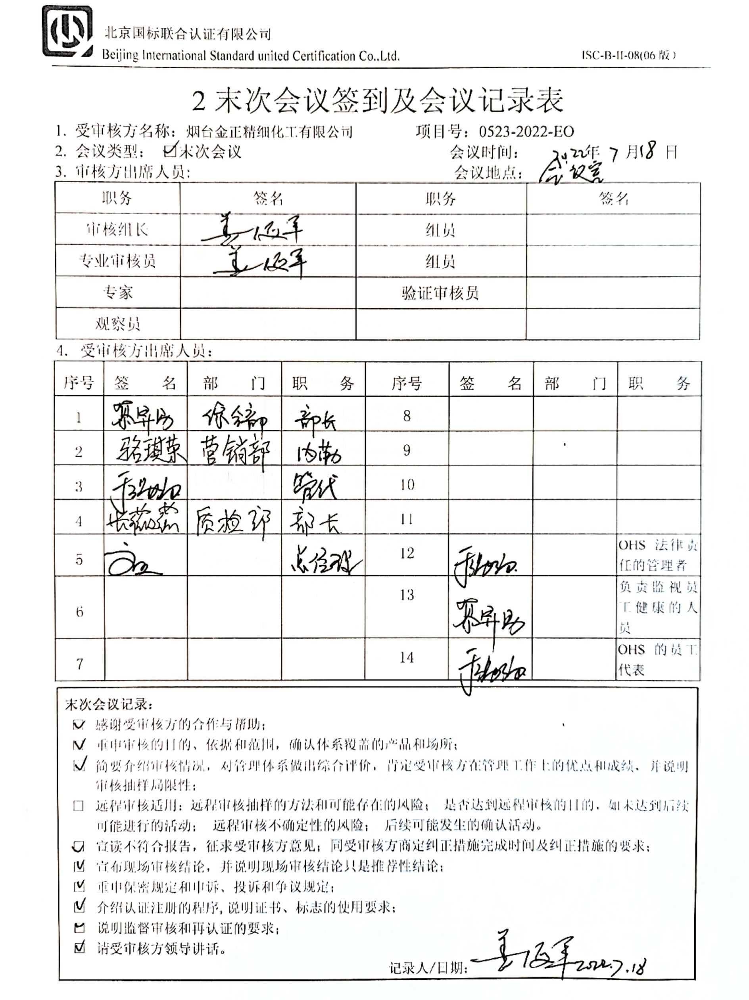 北京国标联合认证有限公司
Beijing International Standard united Certification Co.,Ltd.
ISC-B-II-08(06 版)
2 末次会议签到及会议记录表
1. 受审核方名称：烟台金正精细化工有限公司 项目号：0523-2022-EO
2. 会议类型： ☑末次会议 会议时间： 2022年 7 月18 日
3. 审核方出席人员: 会议地点： 会议室
职务 签名 职务 签名
审核组长 组员
专业审核员 组员
专家 验证审核员
观察员
4. 受审核方出席人员：
序号 签 名 部 门 职 务 序号 签 名 部 门 职 务
1 部长 8
2 骆琪荣 营销部 内勤 9
3 管代 10
4 质检部 部长 11
5 总经理 12 OHS 法律责
任的管理者
6 13 负责监视员
工健康的人
员
7 14 OHS 的员工
代表
末次会议记录：
☑ 感谢受审核方的合作与帮助；
☑ 重申审核的目的、依据和范围，确认体系覆盖的产品和场所；
☑ 简要介绍审核情况，对管理体系做出综合评价，肯定受审核方在管理工作上的优点和成绩，并说明
审核抽样局限性；
□ 远程审核适用：远程审核抽样的方法和可能存在的风险； 是否达到远程审核的目的，如未达到后续
可能进行的活动； 远程审核不确定性的风险； 后续可能发生的确认活动。
☑ 宣读不符合报告，征求受审核方意见；同受审核方商定纠正措施完成时间及纠正措施的要求；
☑ 宣布现场审核结论，并说明现场审核结论只是推荐性结论；
☑ 重申保密规定和申诉、投诉和争议规定；
☑ 介绍认证注册的程序,说明证书、标志的使用要求；
☑ 说明监督审核和再认证的要求；
☑ 请受审核方领导讲话。
记录人/日期： 2022.7.18